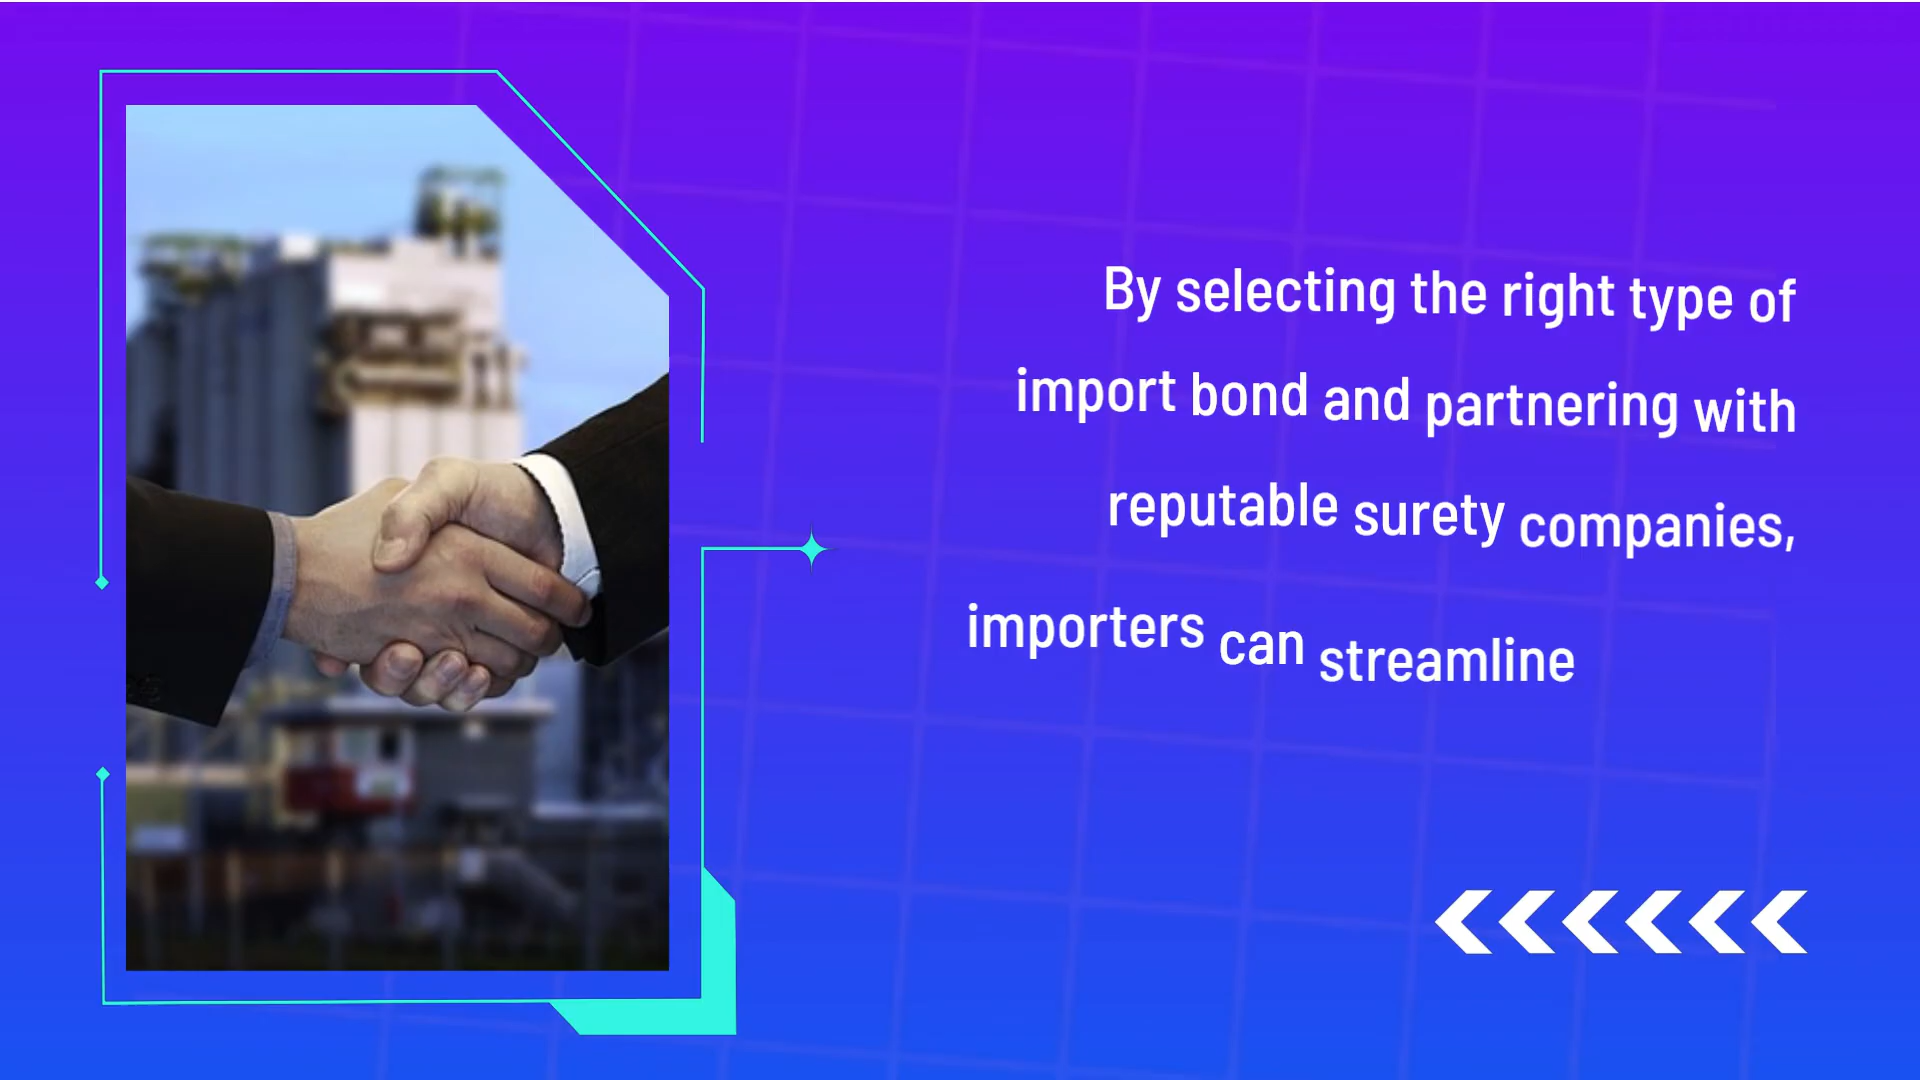 By selecting the right type of
import bond and partnering with
reputable surety companies,
importers can streamline